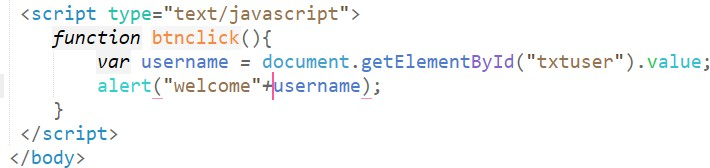 <script type="text/javascript">
function btnclick(){
var username = document.getElementById("txtuser").value;
alert("welcome"+username);
}
</script>
</body>